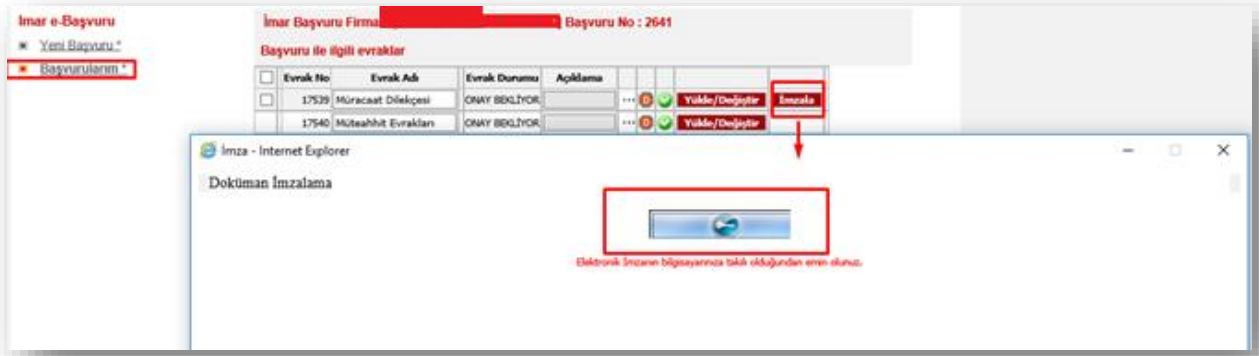 İmar e-Başvuru
Yeni Başvuru *
Başvurularım *
İmar Başvuru Firma
Başvuru No : 2641
Başvuru ile ilgili evraklar
Evrak No Evrak Adı Evrak Durumu Açıklama
17539 Müracaat Dilekçesi ONAY BEKLİYOR ... Yükle/Değiştir İmzala
17540 Müteahhit Evrakları ONAY BEKLİYOR ... Yükle/Değiştir
İmza - Internet Explorer
Doküman İmzalama
Elektronik İmzanın bilgisayarınıza takılı olduğundan emin olunuz.